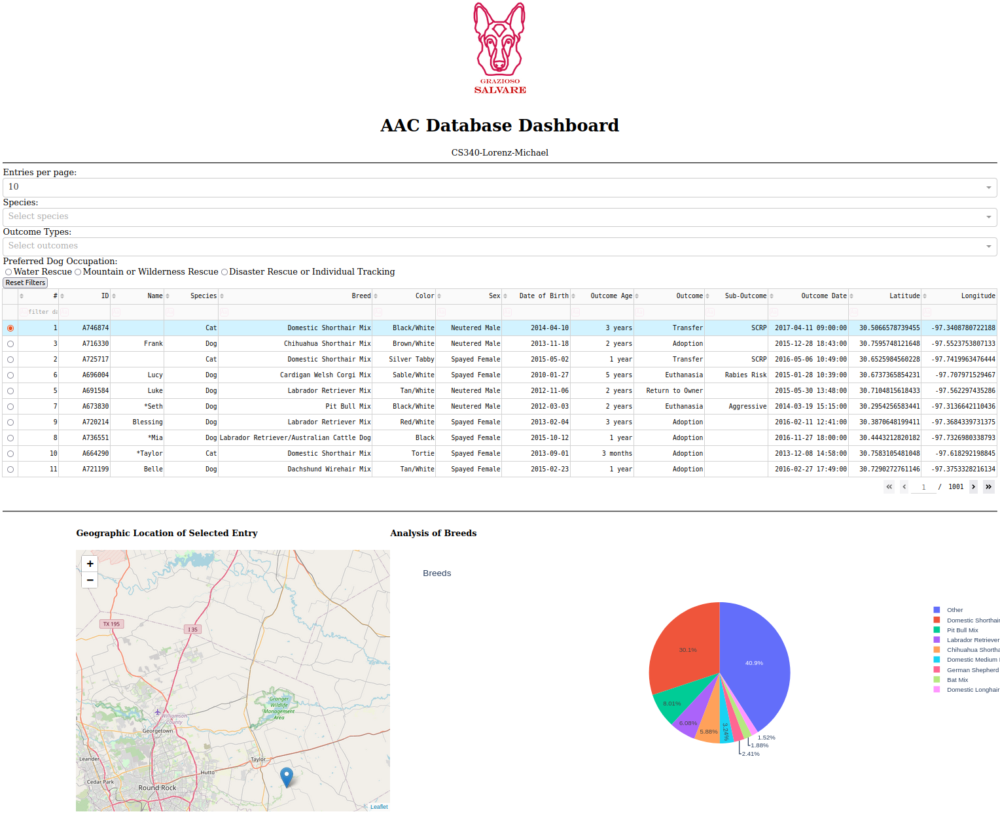 GRAZIOSO
SALVARE
AAC Database Dashboard
CS340-Lorenz-Michael
Entries per page:
10
Species:
Select species
Outcome Types:
Select outcomes
Preferred Dog Occupation:
Water Rescue Mountain or Wilderness Rescue Disaster Rescue or Individual Tracking
Reset Filters
# ID Name Species Breed Color Sex Date of Birth Outcome Age Outcome Sub-Outcome Outcome Date Latitude Longitude
filter da
1 A746874 Cat Domestic Shorthair Mix Black/White Neutered Male 2014-04-10 3 years Transfer SCRP 2017-04-11 09:00:00 30.5066578739455 -97.3408780722188
3 A716330 Frank Dog Chihuahua Shorthair Mix Brown/White Neutered Male 2013-11-18 2 years Adoption 2015-12-28 18:43:00 30.7595748121648 -97.5523753807133
2 A725717 Cat Domestic Shorthair Mix Silver Tabby Spayed Female 2015-05-02 1 year Transfer SCRP 2016-05-06 10:49:00 30.6525984560228 -97.7419963476444
6 A696004 Lucy Dog Cardigan Welsh Corgi Mix Sable/White Spayed Female 2010-01-27 5 years Euthanasia Rabies Risk 2015-01-28 10:39:00 30.6737365854231 -97.707971529467
5 A691584 Luke Dog Labrador Retriever Mix Tan/White Neutered Male 2012-11-06 2 years Return to Owner 2015-05-30 13:48:00 30.7104815618433 -97.562297435286
7 A673830 *Seth Dog Pit Bull Mix Black/White Neutered Male 2012-03-03 2 years Euthanasia Aggressive 2014-03-19 15:15:00 30.2954256583441 -97.3136642110436
9 A720214 Blessing Dog Labrador Retriever Mix Red/White Spayed Female 2013-02-04 3 years Adoption 2016-02-11 12:41:00 30.3870648199411 -97.3684339731375
8 A736551 *Mia Dog Labrador Retriever/Australian Cattle Dog Black Spayed Female 2015-10-12 1 year Adoption 2016-11-27 18:00:00 30.4443212820182 -97.7326980338793
10 A664290 *Taylor Cat Domestic Shorthair Mix Tortie Spayed Female 2013-09-01 3 months Adoption 2013-12-08 14:58:00 30.7583105481048 -97.618292198845
11 A721199 Belle Dog Dachshund Wirehair Mix Tan/White Spayed Female 2015-02-23 1 year Adoption 2016-02-27 17:49:00 30.7290272761146 -97.3753328216134
1 / 1001
Geographic Location of Selected Entry
Analysis of Breeds
+
−
TX 195
I 35
Granger
Wildlife
Management
Area
Williamson
County
Georgetown
Leander
Taylor
Cedar Park
Hutto
Round Rock
Leaflet
Breeds
40.9%
30.1%
8.01%
6.08%
5.88%
3.24%
2.41%
1.88%
1.52%
Other
Domestic Shorthair
Pit Bull Mix
Labrador Retriever
Chihuahua Shortha
Domestic Medium
German Shepherd
Bat Mix
Domestic Longhair